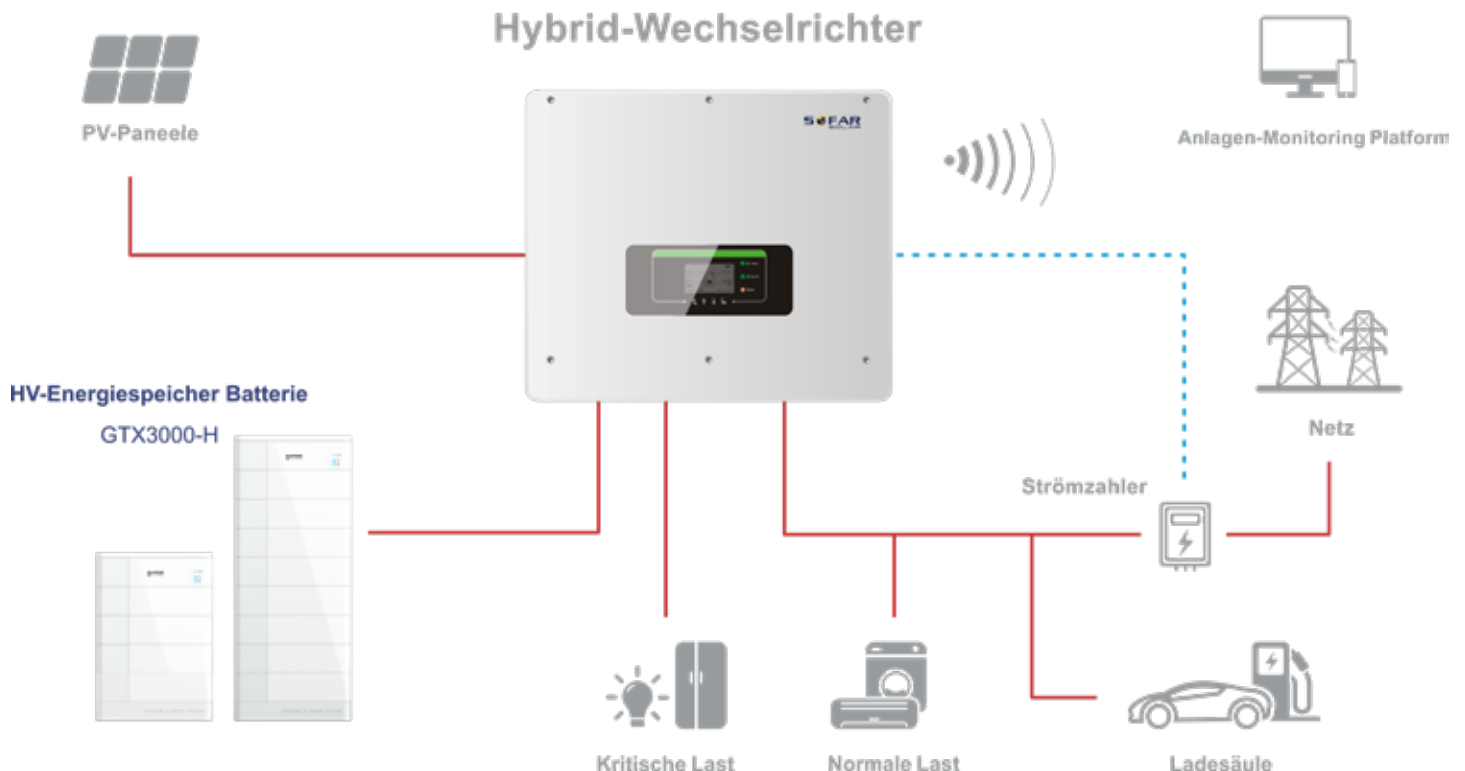 Hybrid-Wechselrichter
PV-Paneele
SOFAR
SOLAR
Anlagen-Monitoring Platform
HV-Energiespeicher Batterie
GTX3000-H
Netz
Strömzahler
Kritische Last
Normale Last
Ladesäule